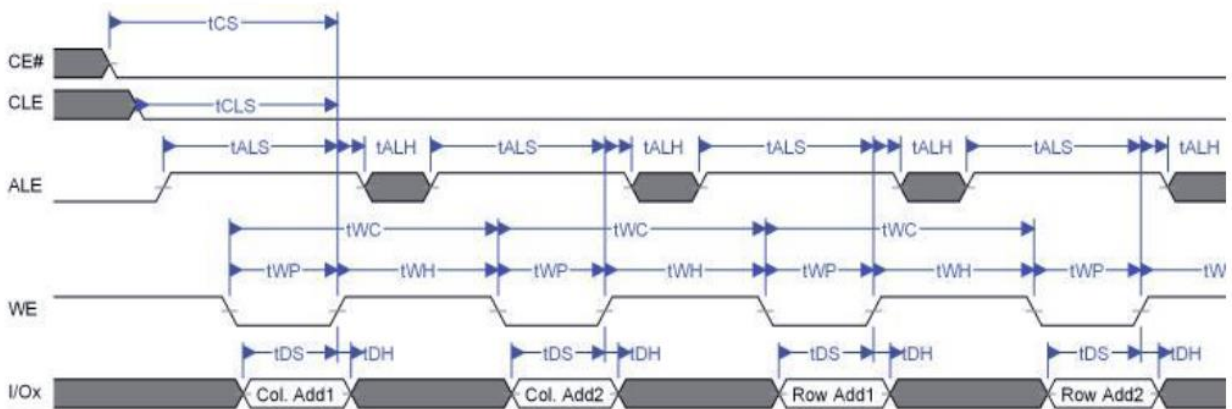 tCS
CE#
CLE tCLS
tALS tALH tALS tALH tALS tALH tALS tALH
ALE
tWC tWC tWC
tWP tWH tWP tWH tWP tWH tWP tW
WE
tDS tDH tDS tDH tDS tDH tDS tDH
I/Ox Col. Add1 Col. Add2 Row Add1 Row Add2